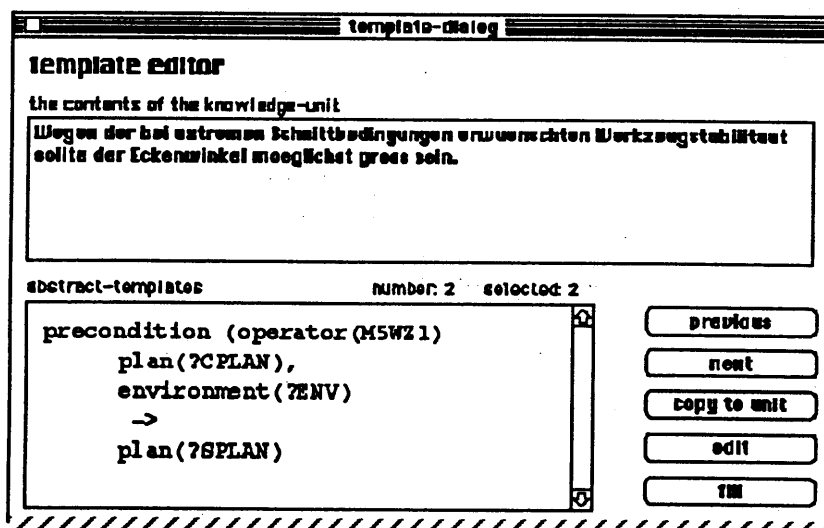 template-dialog
template editor
the contents of the knowledge-unit
Wegen der bei extremen Schnittbedingungen erwuenschten Werkzeugstabilitaet
sollte der Eckenwinkel moeglichst gross sein.
abstract-templates number: 2 selected: 2
precondition (operator(M5WZ1)
plan(?CPLAN),
environment(?ENV)
->
plan(?SPLAN)
previous
next
copy to unit
edit
fill